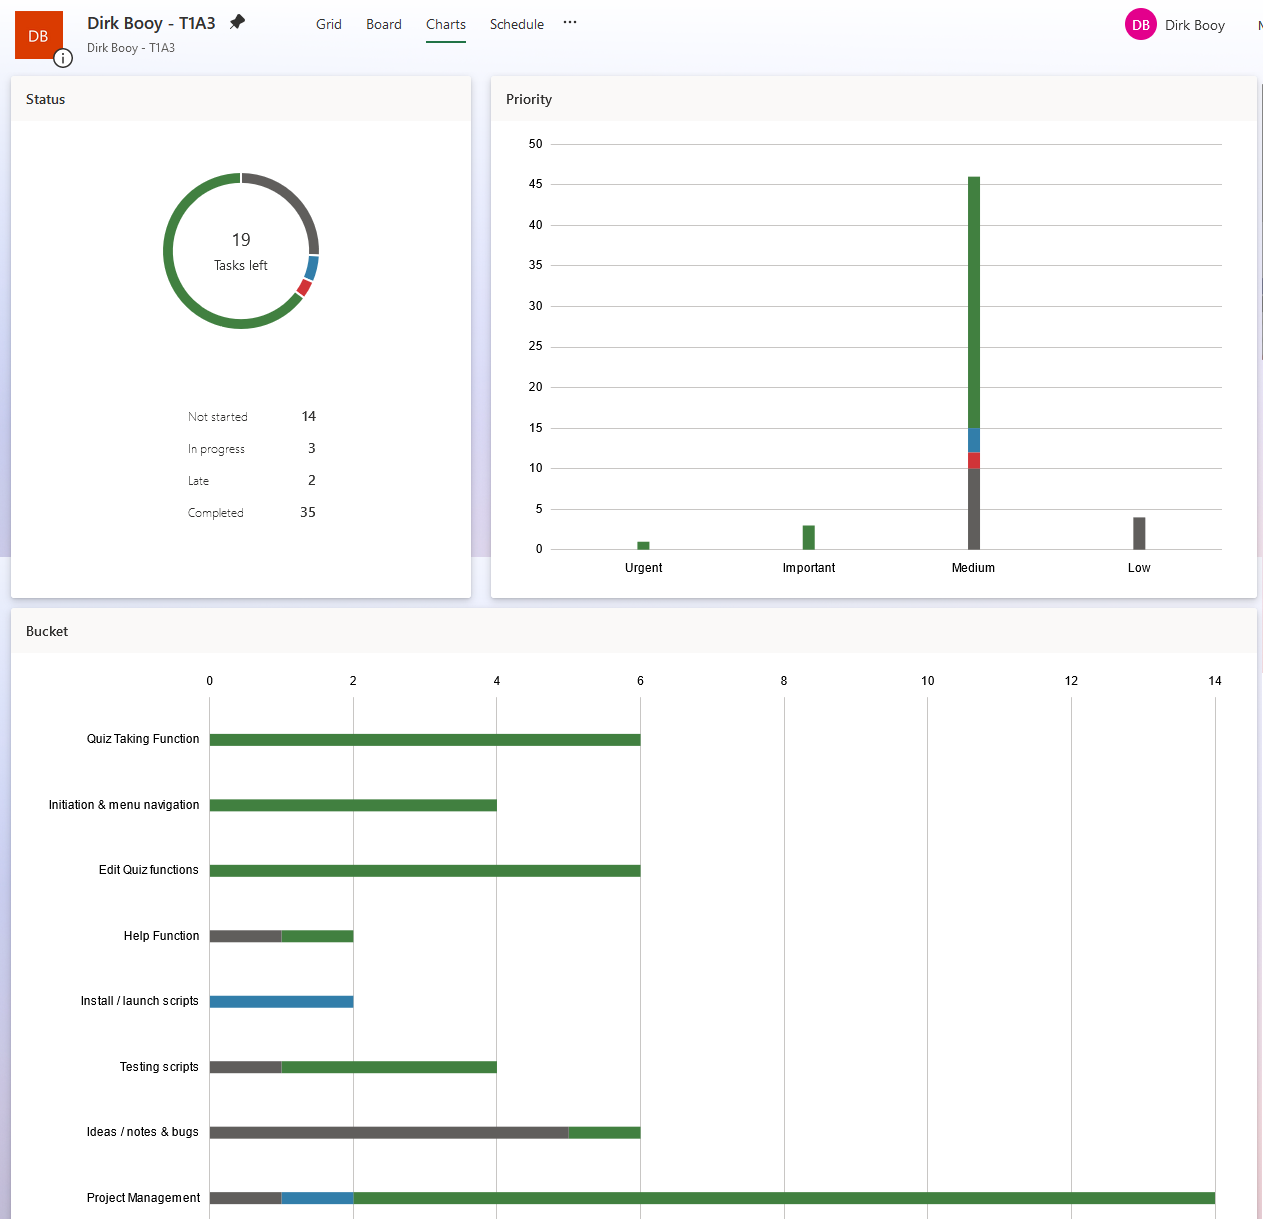 DB
Dirk Booy - T1A3
Dirk Booy - T1A3
Grid Board Charts Schedule ...
DB Dirk Booy
Status
19
Tasks left
Not started 14
In progress 3
Late 2
Completed 35
Priority
50
45
40
35
30
25
20
15
10
5
0
Urgent Important Medium Low
Bucket
0 2 4 6 8 10 12 14
Quiz Taking Function
Initiation & menu navigation
Edit Quiz functions
Help Function
Install / launch scripts
Testing scripts
Ideas / notes & bugs
Project Management